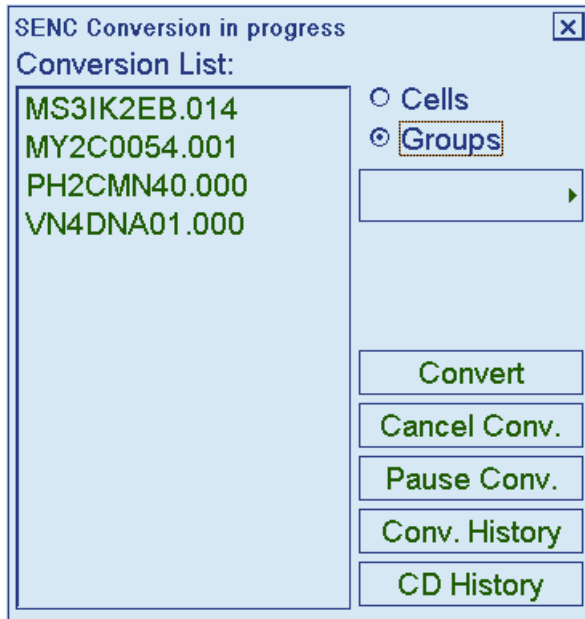 SENC Conversion in progress
Conversion List:
MS3IK2EB.014
MY2C0054.001
PH2CMN40.000
VN4DNA01.000
Cells
Groups
Convert
Cancel Conv.
Pause Conv.
Conv. History
CD History